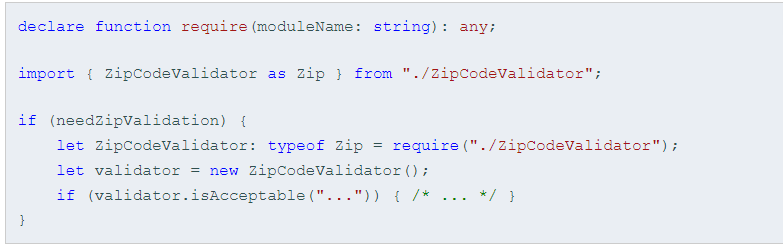 declare function require(moduleName: string): any;
import { ZipCodeValidator as Zip } from "./ZipCodeValidator";
if (needZipValidation) {
let ZipCodeValidator: typeof Zip = require("./ZipCodeValidator");
let validator = new ZipCodeValidator();
if (validator.isAcceptable("...")) { /* ... */ }
}